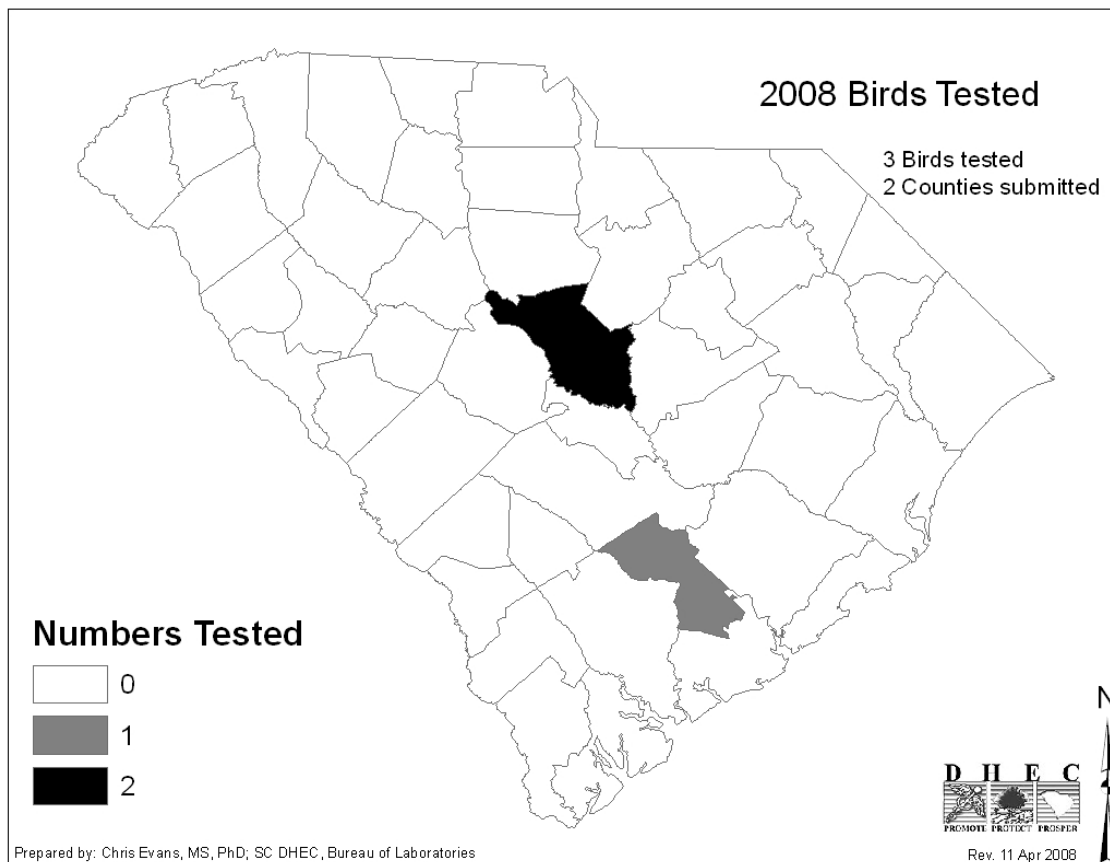 2008 Birds Tested
3 Birds tested
2 Counties submitted
Numbers Tested
0
1
2
N
D H E C
PROMOTE PROTECT PROSPER
Prepared by: Chris Evans, MS, PhD; SC DHEC, Bureau of Laboratories
Rev. 11 Apr 2008